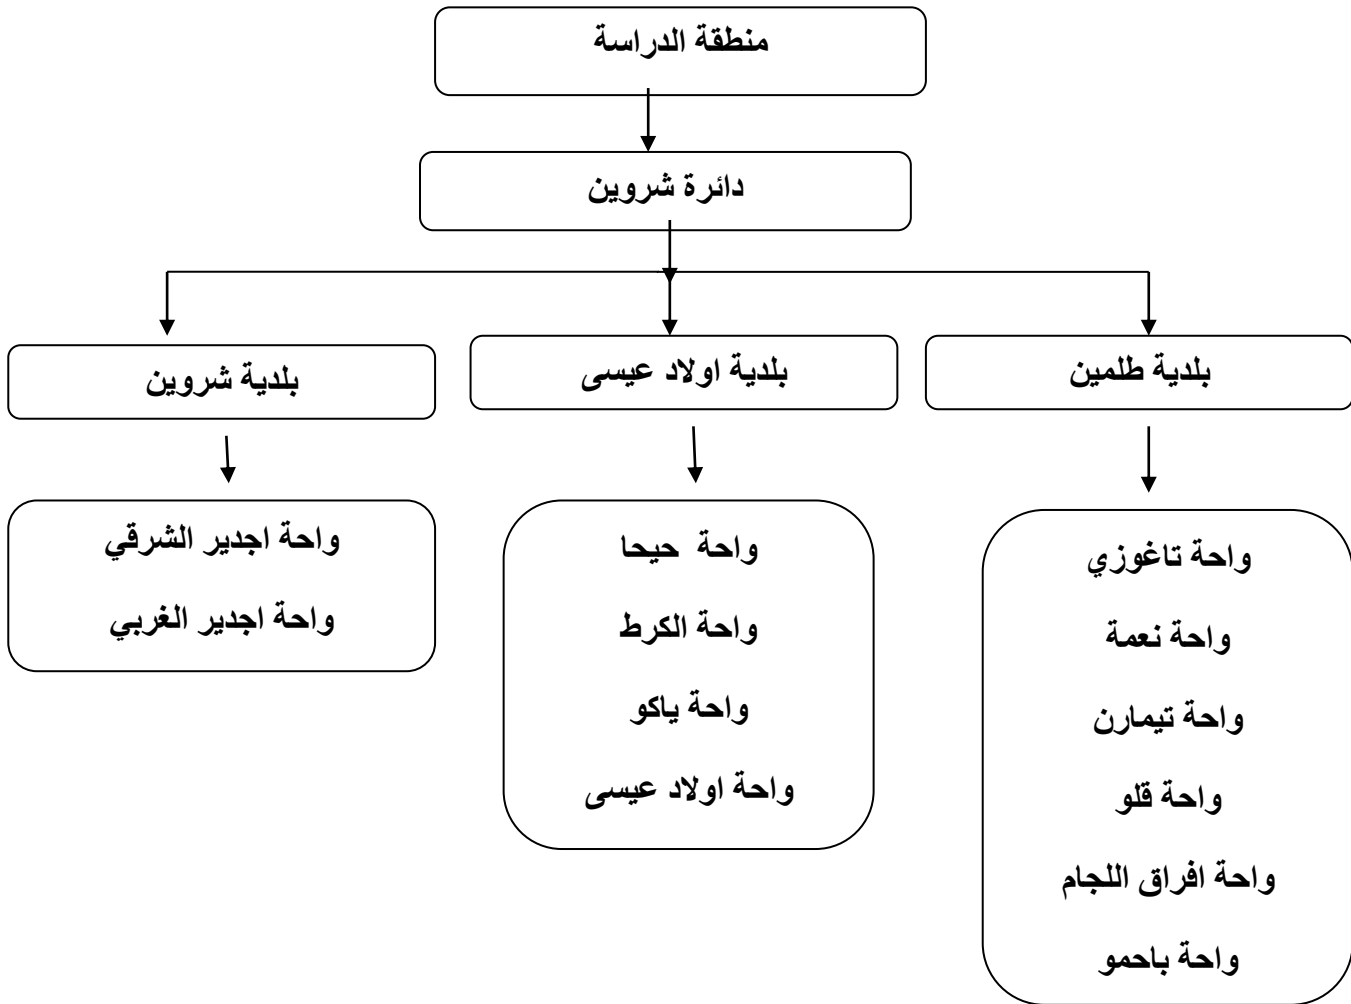 منطقة الدراسة
دائرة شروين
بلدية طلمين
بلدية اولاد عيسى
بلدية شروين
واحة تاغوزي
واحة نعمة
واحة تيمارن
واحة قلو
واحة افراق اللجام
واحة باحمو
واحة حيحا
واحة الكرط
واحة ياكو
واحة اولاد عيسى
واحة اجدير الشرقي
واحة اجدير الغربي